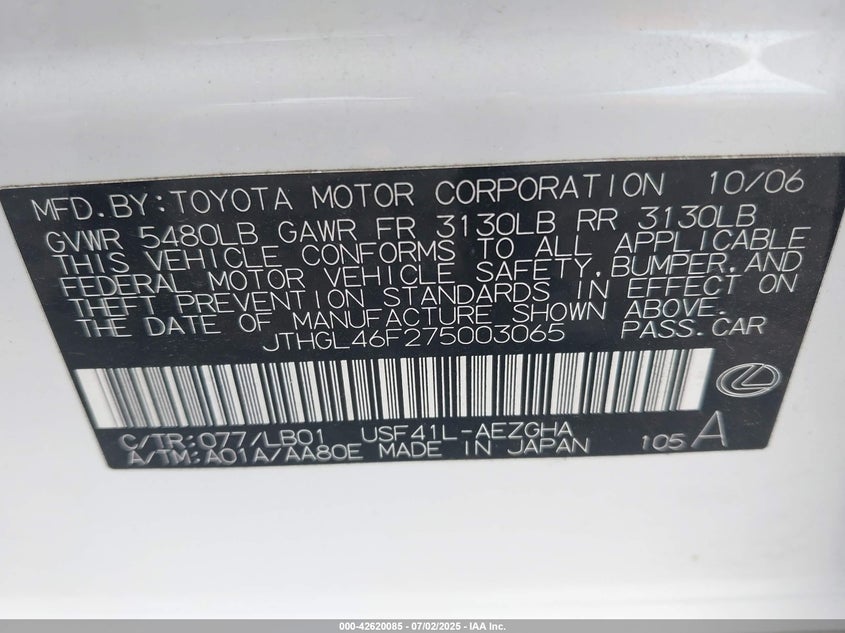 MFD.BY:TOYOTA MOTOR CORPORATION 10/06
GVWR 5480LB GAWR FR 3130LB RR 3130LB
THIS VEHICLE CONFORMS TO ALL APPLICABLE
FEDERAL MOTOR VEHICLE SAFETY,BUMPER,AND
THEFT PREVENTION STANDARDS IN EFFECT ON
THE DATE OF MANUFACTURE SHOWN ABOVE.
JTHGL46F275003065 PASS.CAR
C/TR:077/LB01 USF41L-AEZGHA
A/TM:A01A/AA80E MADE IN JAPAN 105 A
000-42620085 - 07/02/2025 - IAA Inc.